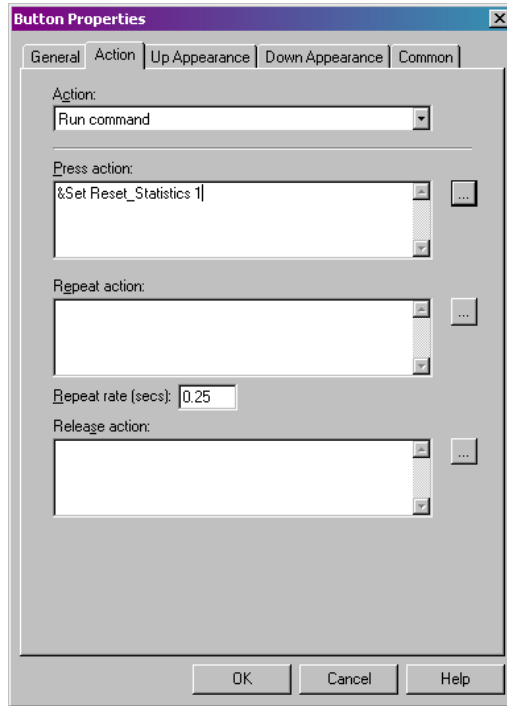 Button Properties
General Action Up Appearance Down Appearance Common
Action:
Run command
Press action:
&Set Reset_Statistics 1
...
Repeat action:
...
Repeat rate (secs): 0.25
Release action:
...
OK Cancel Help